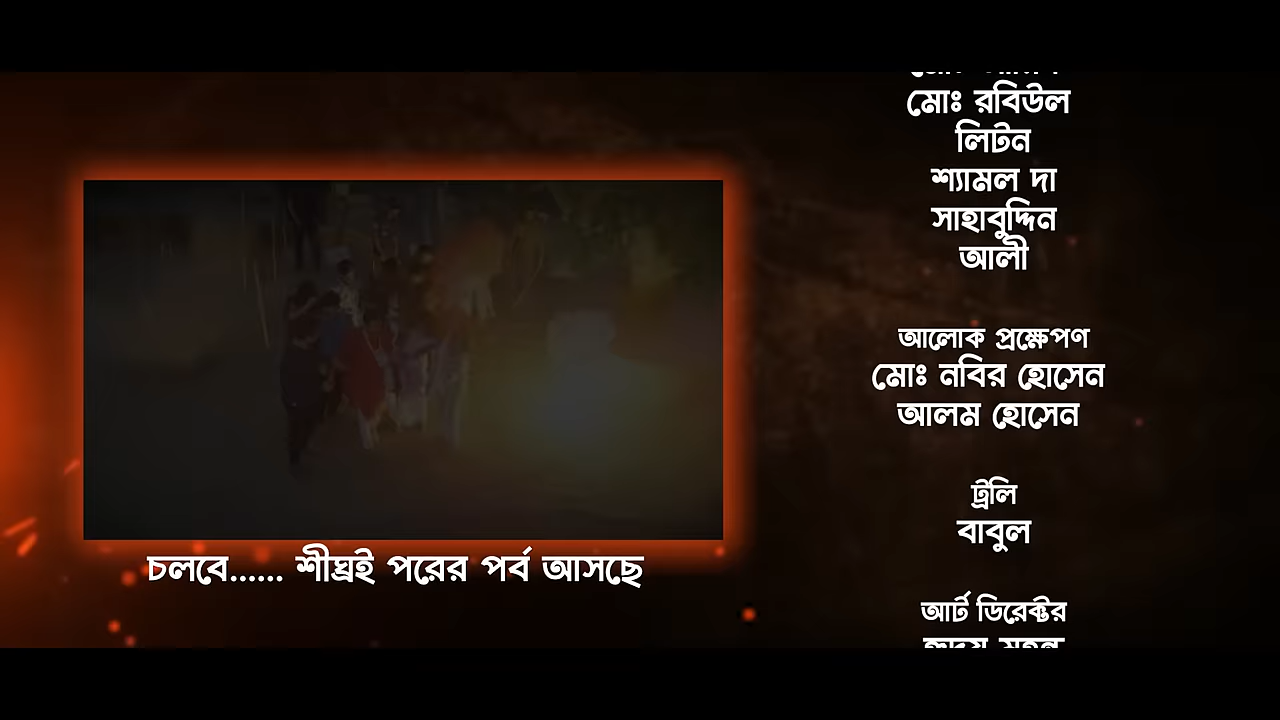 মোঃ রবিউল
লিটন
শ্যামল দা
সাহাবুদ্দিন
আলী
আলোক প্রক্ষেপণ
মোঃ নবির হোসেন
আলম হোসেন
ট্রলি
বাবুল
আর্ট ডিরেক্টর
চলবে...... শীঘ্রই পরের পর্ব আসছে